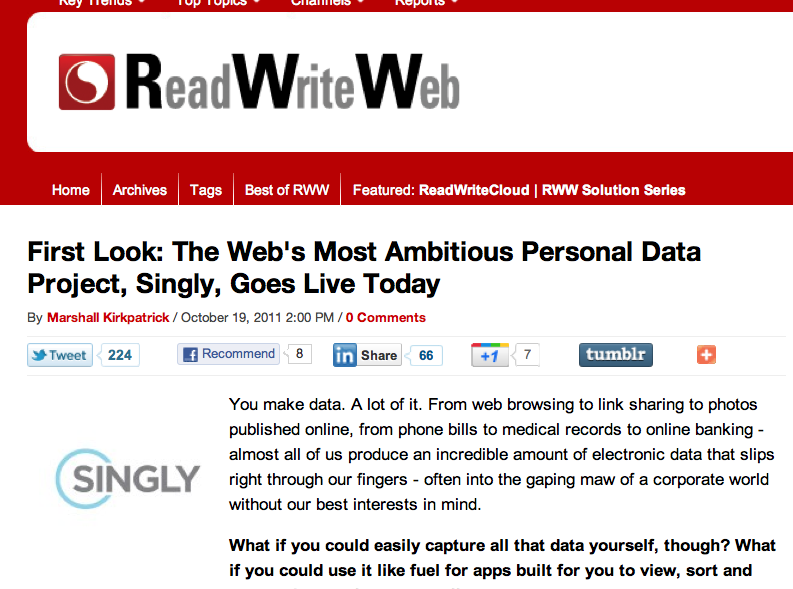 Key Trends Top Topics Channels Reports
ReadWriteWeb
Home Archives Tags Best of RWW Featured: ReadWriteCloud | RWW Solution Series
First Look: The Web's Most Ambitious Personal Data
Project, Singly, Goes Live Today
By Marshall Kirkpatrick / October 19, 2011 2:00 PM / 0 Comments
Tweet 224 Recommend 8 in Share 66 +1 7 tumblr
You make data. A lot of it. From web browsing to link sharing to photos
published online, from phone bills to medical records to online banking -
almost all of us produce an incredible amount of electronic data that slips
right through our fingers - often into the gaping maw of a corporate world
without our best interests in mind.
SINGLY
What if you could easily capture all that data yourself, though? What
if you could use it like fuel for apps built for you to view, sort and